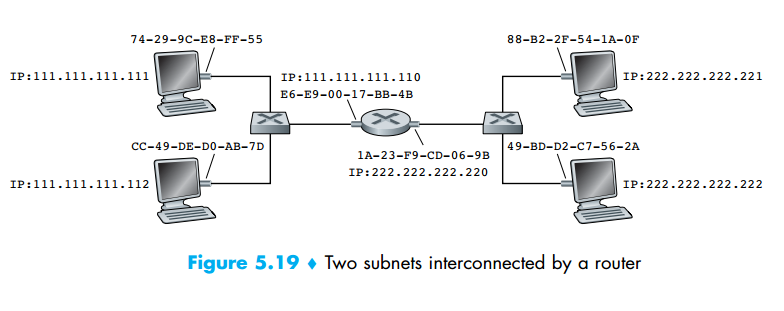 74-29-9C-E8-FF-55
88-B2-2F-54-1A-0F
IP:111.111.111.111
IP:111.111.111.110
E6-E9-00-17-BB-4B
IP:222.222.222.221
CC-49-DE-D0-AB-7D
1A-23-F9-CD-06-9B
IP:222.222.222.220
49-BD-D2-C7-56-2A
IP:111.111.111.112
IP:222.222.222.222
Figure 5.19 ♦ Two subnets interconnected by a router